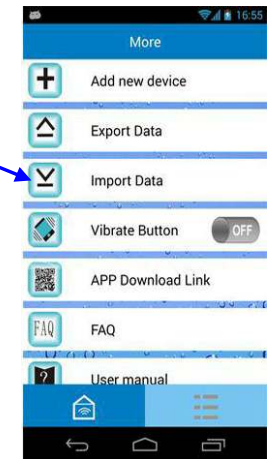 16:55
More
Add new device
Export Data
Import Data
Vibrate Button OFF
APP Download Link
FAQ FAQ
? User manual